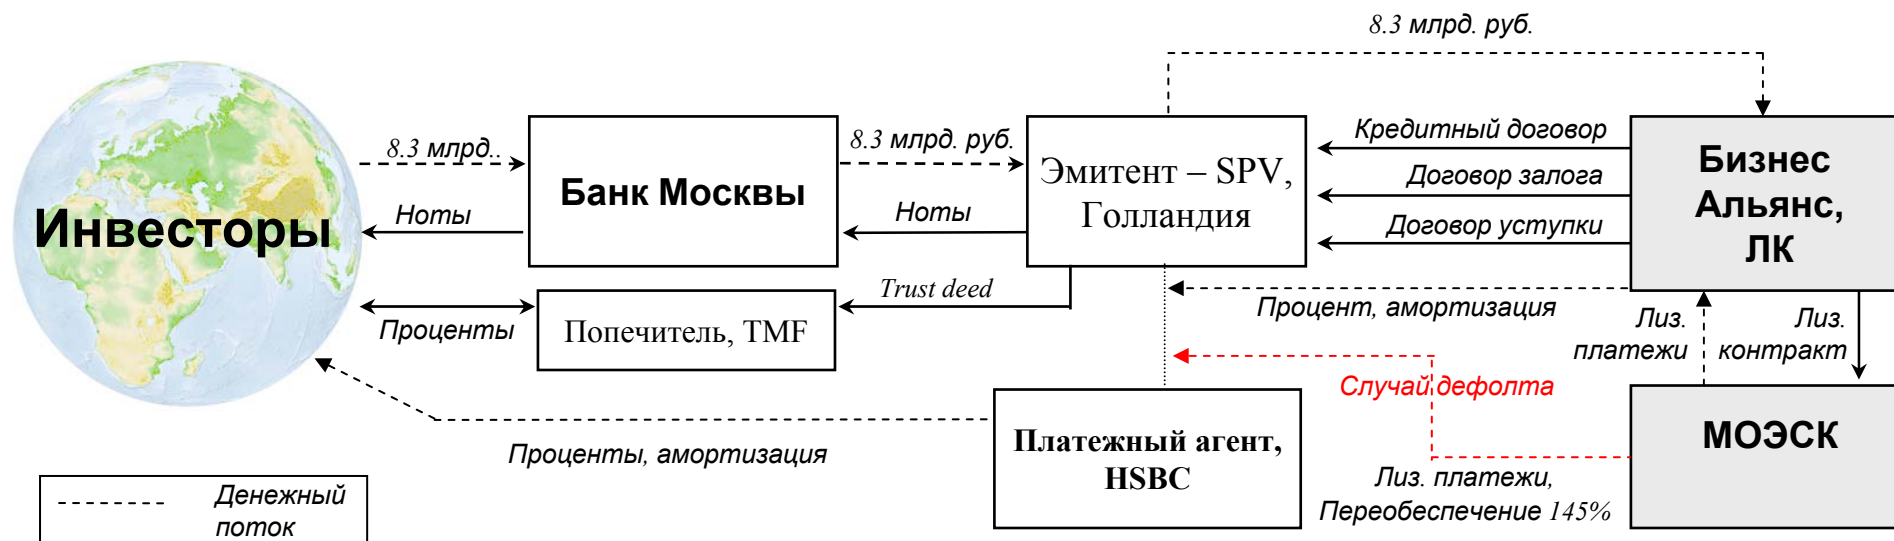 8.3 млрд. руб.
8.3 млрд..
8.3 млрд. руб.
Кредитный договор
Инвесторы
Банк Москвы
Эмитент – SPV,
Голландия
Договор залога
Бизнес
Альянс,
ЛК
Ноты
Ноты
Договор уступки
Trust deed
Проценты
Попечитель, TMF
Процент, амортизация
Лиз.
платежи
Лиз.
контракт
Случай дефолта
Проценты, амортизация
Платежный агент,
HSBC
МОЭСК
Лиз. платежи,
Переобеспечение 145%
Денежный
поток